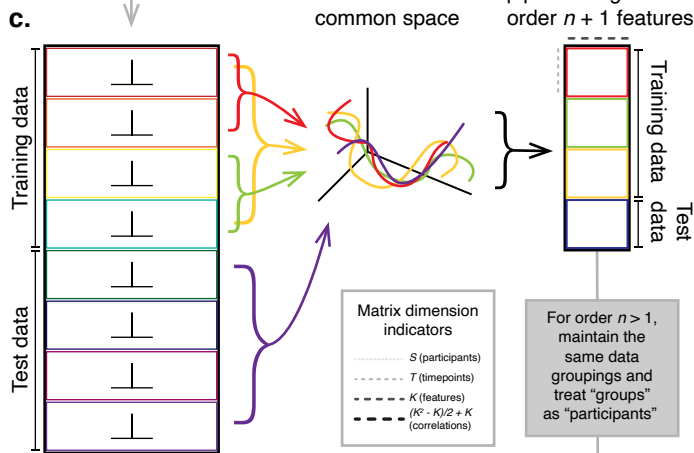 c.
common space
order n + 1 features
Training data
Test data
Training data
Test
data
Matrix dimension
indicators
S (participants)
T (timepoints)
K (features)
(K² - K)/2 + K
(correlations)
For order n > 1,
maintain the
same data
groupings and
treat “groups”
as “participants”